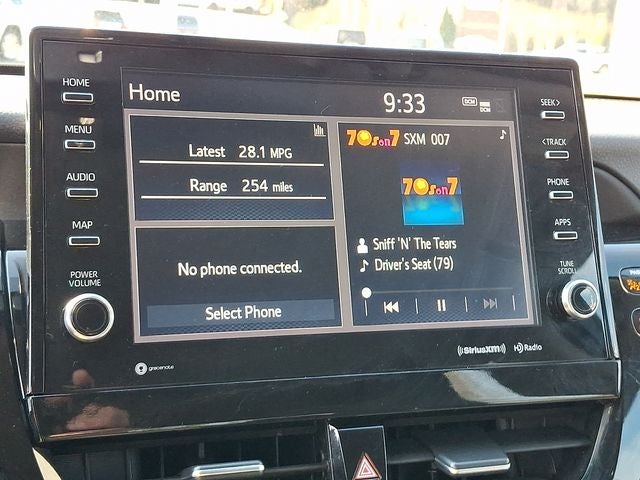 HOME
MENU
AUDIO
MAP
POWER
VOLUME
Home
9:33
DCM
DCM
Latest 28.1 MPG
Range 254 miles
No phone connected.
Select Phone
70s on 7 SXM 007
70s on 7
Sniff 'N' The Tears
Driver's Seat (79)
SEEK >
< TRACK
PHONE
APPS
TUNE
SCROLL
gracenote
((SiriusXM))
HD Radio